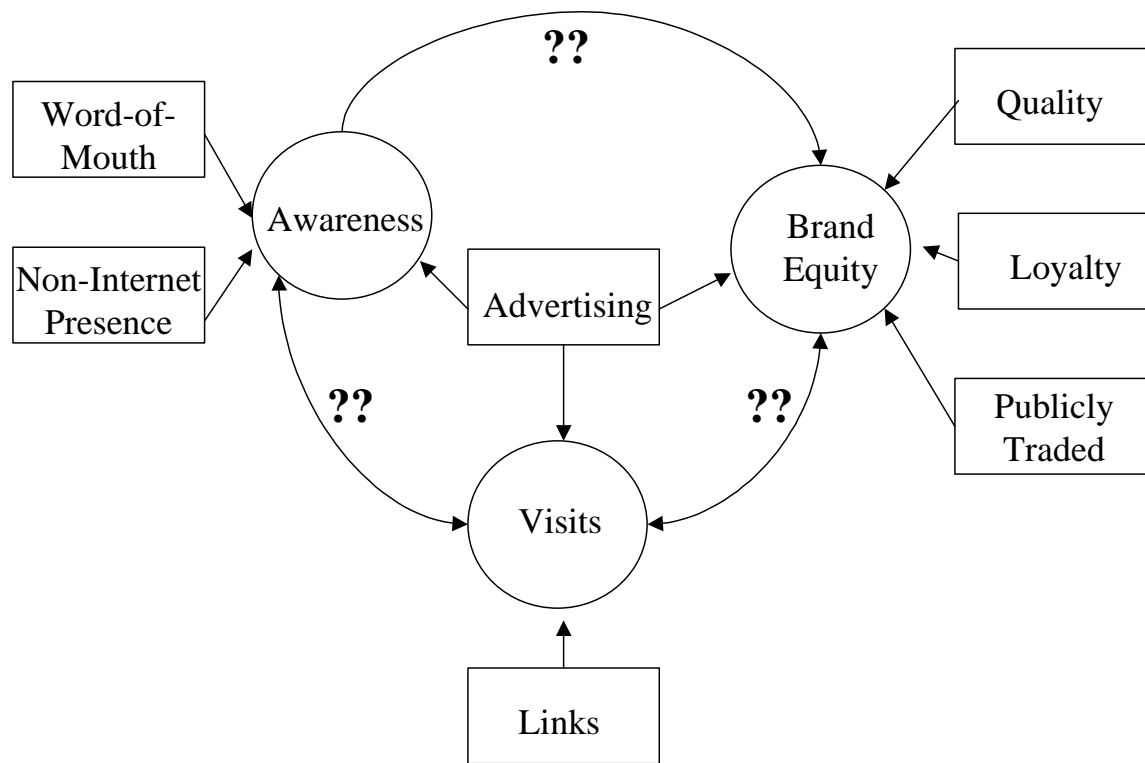 ??
Word-of-
Mouth
Quality
Awareness
Brand
Equity
Non-Internet
Presence
Advertising
Loyalty
??
??
Publicly
Traded
Visits
Links